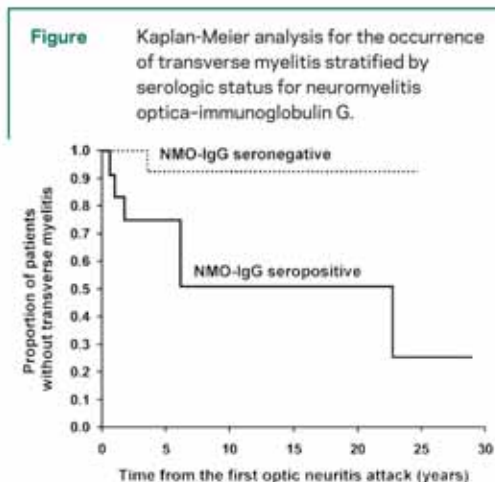 Figure Kaplan-Meier analysis for the occurrence
of transverse myelitis stratified by
serologic status for neuromyelitis
optica-immunoglobulin G.
1.0
0.9
0.8
0.7
0.6
0.5
0.4
0.3
0.2
0.1
0.0
Proportion of patients
without transverse myelitis
NMO-IgG seronegative
NMO-IgG seropositive
0 5 10 15 20 25 30
Time from the first optic neuritis attack (years)